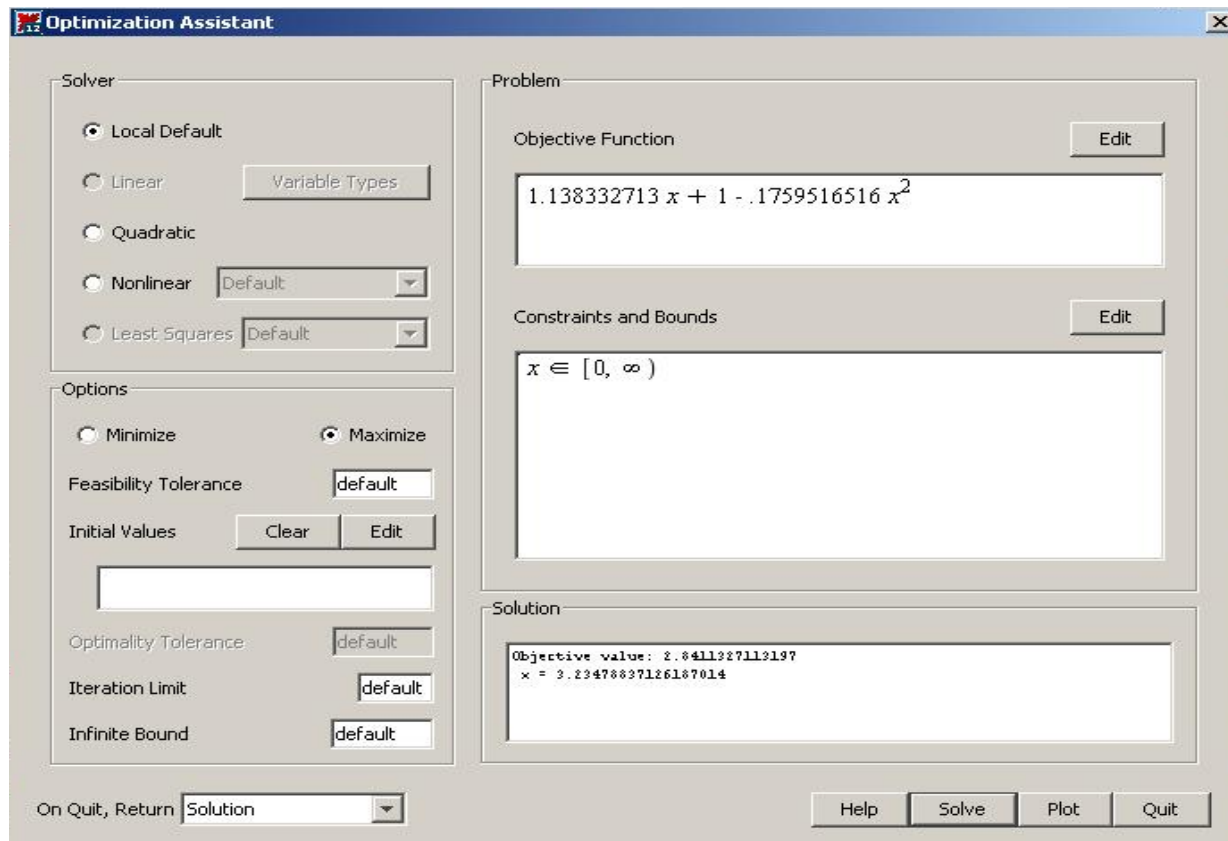 Optimization Assistant
Solver
Local Default
Linear
Variable Types
Quadratic
Nonlinear Default
Least Squares Default
Options
Minimize Maximize
Feasibility Tolerance default
Initial Values Clear Edit
Optimality Tolerance default
Iteration Limit default
Infinite Bound default
On Quit, Return Solution
Problem
Objective Function Edit
1.138332713 x + 1 - .1759516516 x²
Constraints and Bounds Edit
x ∈ [0, ∞)
Solution
Objective value: 2.8411327113197
x = 3.23478837126187014
Help Solve Plot Quit